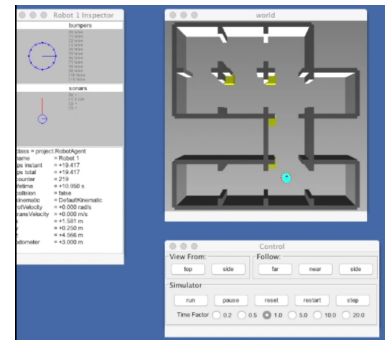 Robot 1 Inspector
bumpers
sonars
class = project.RobotAgent
name = Robot 1
fps instant = +19.417
fps total = +19.417
counter = 219
lifetime = +10.950 s
collision = false
kinematic = DefaultKinematic
rotVelocity = +0.000 rad/s
transVelocity = +0.000 m/s
= +1.581 m
= +0.250 m
= +4.566 m
odometer = +3.000 m
world
Control
View From:
Follow:
top
side
far
near
side
Simulator
run
pause
reset
restart
step
Time Factor 0.2 0.5 1.0 5.0 10.0 20.0